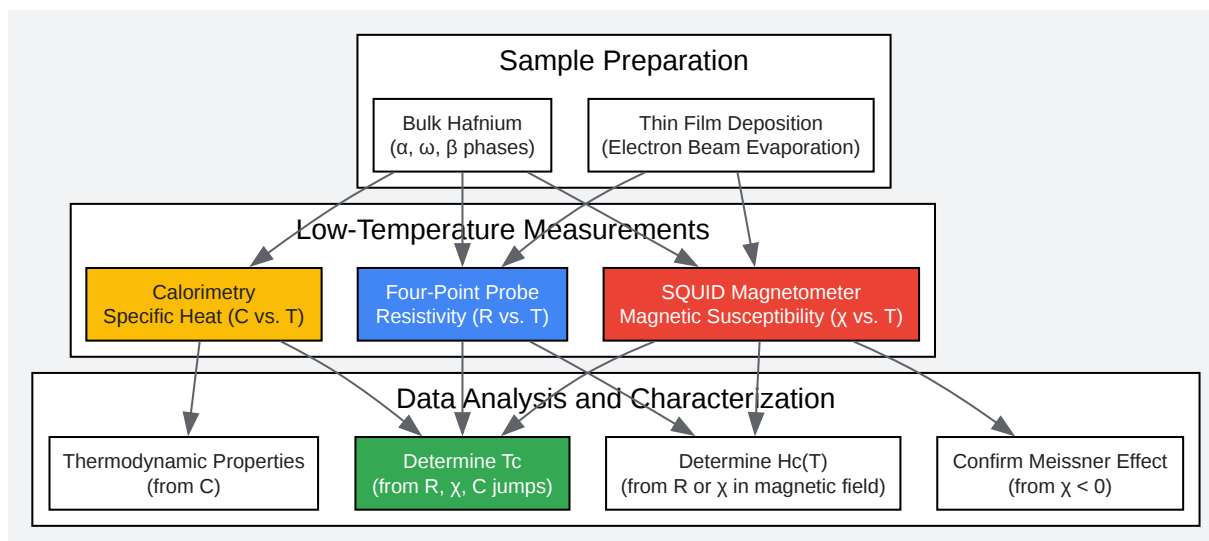 Sample Preparation
Bulk Hafnium
(α, ω, β phases)
Thin Film Deposition
(Electron Beam Evaporation)
Low-Temperature Measurements
Calorimetry
Specific Heat (C vs. T)
Four-Point Probe
Resistivity (R vs. T)
SQUID Magnetometer
Magnetic Susceptibility (χ vs. T)
Data Analysis and Characterization
Thermodynamic Properties
(from C)
Determine Tc
(from R, χ, C jumps)
Determine Hc(T)
(from R or χ in magnetic field)
Confirm Meissner Effect
(from χ < 0)